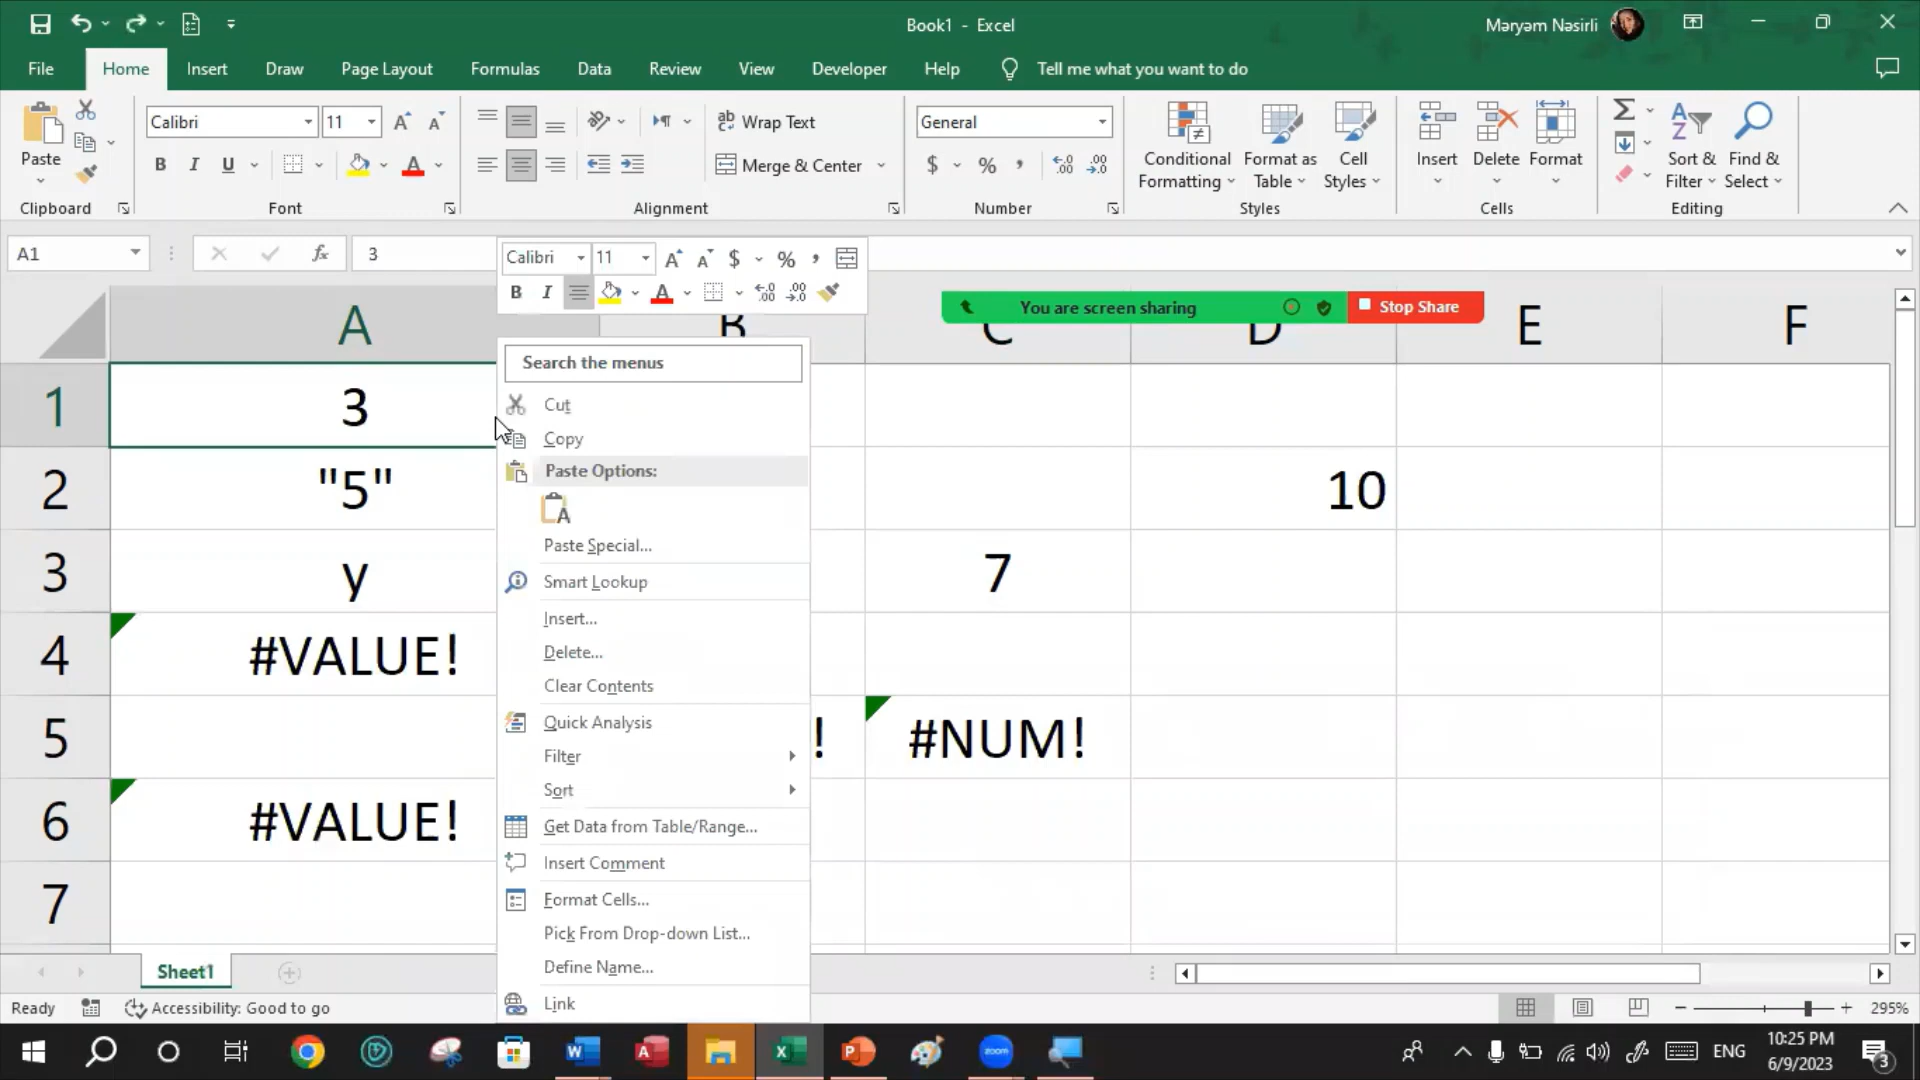 Book1 - Excel
Məryəm Nəsirli
File Home Insert Draw Page Layout Formulas Data Review View Developer Help Tell me what you want to do
Calibri 11
Wrap Text
General
Paste
B I U
Merge & Center
$ % ,
Conditional Formatting
Format as Table
Cell Styles
Insert
Delete
Format
Sort & Filter
Find & Select
Clipboard
Font
Alignment
Number
Styles
Cells
Editing
A1
fx
3
Calibri 11
$ % ,
B I
You are screen sharing
Stop Share
A B C D E F
1 3
2 "5" 10
3 y 7
4 #VALUE!
5 ! #NUM!
6 #VALUE!
7
Search the menus
Cut
Copy
Paste Options:
Paste Special...
Smart Lookup
Insert...
Delete...
Clear Contents
Quick Analysis
Filter
Sort
Get Data from Table/Range...
Insert Comment
Format Cells...
Pick From Drop-down List...
Define Name...
Link
Sheet1
Ready
Accessibility: Good to go
295%
zoom
ENG
10:25 PM
6/9/2023
3